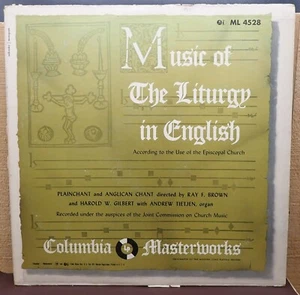 ML 4528
Music of
The Liturgy
in English
According to the Use of the Episcopal Church
PLAINCHANT and ANGLICAN CHANT directed by RAY F. BROWN
and HAROLD W. GILBERT with ANDREW TIETJEN, organ
Recorded under the auspices of the Joint Commission on Church Music
Columbia Masterworks